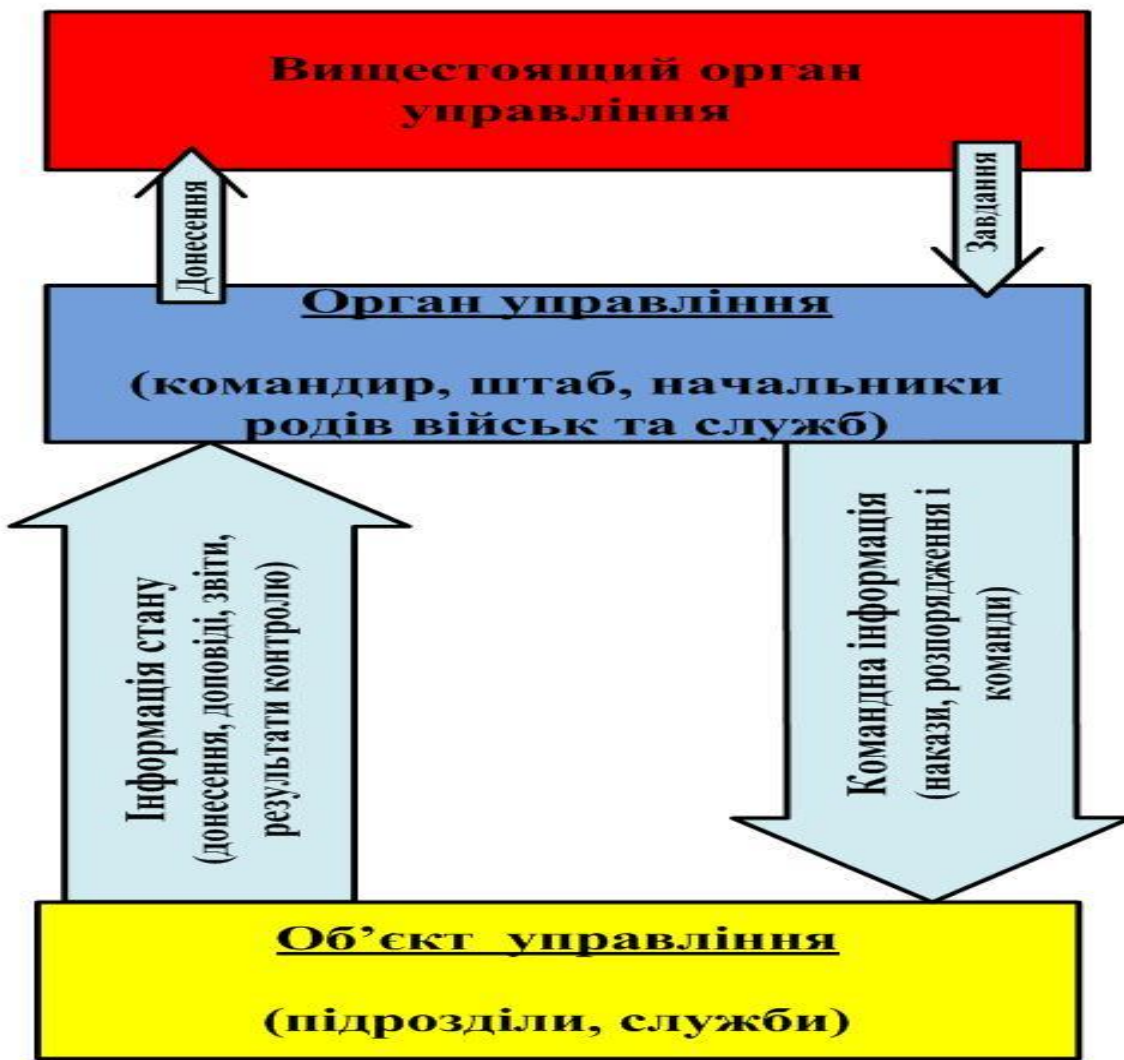 Вищестоящий орган
управління
Донесення
Завдання
Орган управління
(командир, штаб, начальники
родів військ та служб)
Інформація стану
(донесення, доповіді, звіти,
результати контролю)
Командна інформація
(накази, розпорядження і
команди)
Об’єкт управління
(підрозділи, служби)